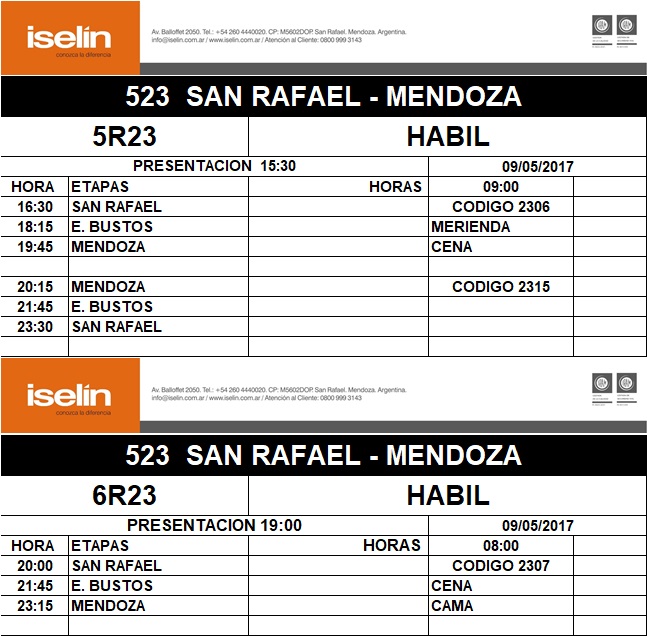 iselín
conozca la diferencia
Av. Balloffet 2050. Tel.: +54 260 4440020. CP: M5602DOP. San Rafael. Mendoza. Argentina.
info@iselin.com.ar / www.iselin.com.ar / Atención al Cliente: 0800 999 3143
523 SAN RAFAEL - MENDOZA
5R23 HABIL
PRESENTACION 15:30 09/05/2017
HORA ETAPAS HORAS 09:00
16:30 SAN RAFAEL CODIGO 2306
18:15 E. BUSTOS MERIENDA
19:45 MENDOZA CENA
20:15 MENDOZA CODIGO 2315
21:45 E. BUSTOS
23:30 SAN RAFAEL
iselín
conozca la diferencia
Av. Balloffet 2050. Tel.: +54 260 4440020. CP: M5602DOP. San Rafael. Mendoza. Argentina.
info@iselin.com.ar / www.iselin.com.ar / Atención al Cliente: 0800 999 3143
523 SAN RAFAEL - MENDOZA
6R23 HABIL
PRESENTACION 19:00 09/05/2017
HORA ETAPAS HORAS 08:00
20:00 SAN RAFAEL CODIGO 2307
21:45 E. BUSTOS CENA
23:15 MENDOZA CAMA